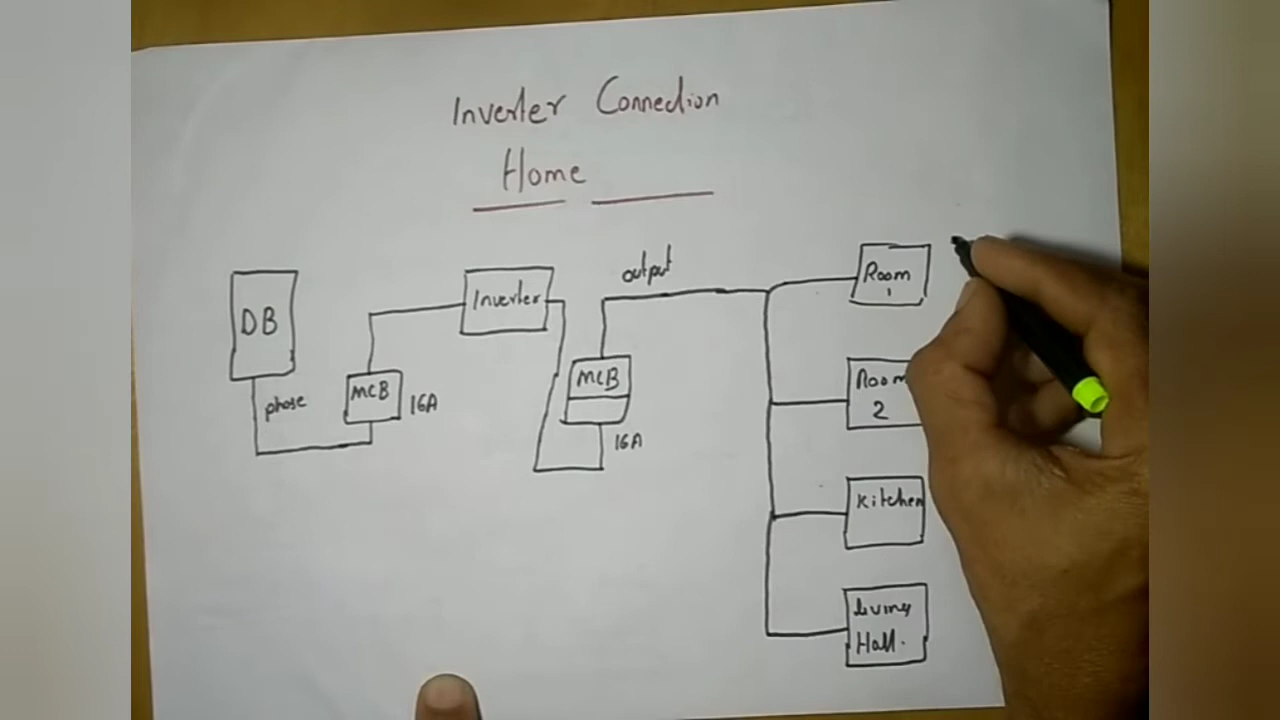 Inverter Connection
Home
DB
phase
MCB
16A
Inverter
MCB
16A
output
Room
1
Room
2
Kitchen
Living
Hall.